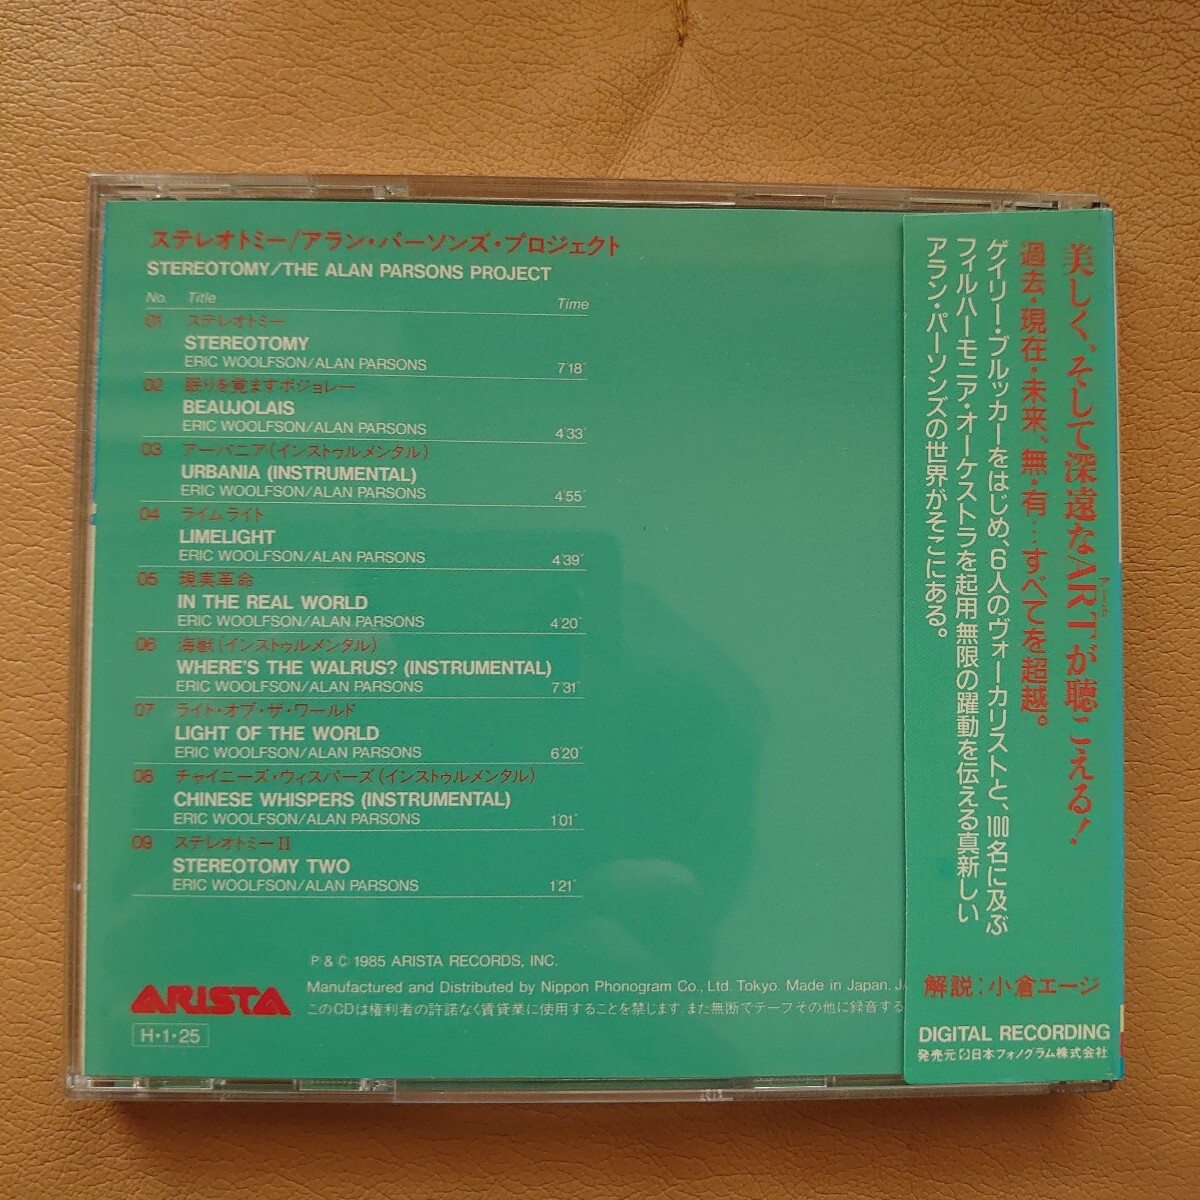 ステレオトミー/アラン・パーソンズ・プロジェクト
STEREOTOMY/THE ALAN PARSONS PROJECT
No. Title Time
01 ステレオトミー
STEREOTOMY
ERIC WOOLFSON/ALAN PARSONS 7'18"
02 眠りを覚ますボジョレー
BEAUJOLAIS
ERIC WOOLFSON/ALAN PARSONS 4'33"
03 アーバニア(インストゥルメンタル)
URBANIA (INSTRUMENTAL)
ERIC WOOLFSON/ALAN PARSONS 4'55"
04 ライムライト
LIMELIGHT
ERIC WOOLFSON/ALAN PARSONS 4'39"
05 現実革命
IN THE REAL WORLD
ERIC WOOLFSON/ALAN PARSONS 4'20"
06 海獣(インストゥルメンタル)
WHERE'S THE WALRUS? (INSTRUMENTAL)
ERIC WOOLFSON/ALAN PARSONS 7'31"
07 ライト・オブ・ザ・ワールド
LIGHT OF THE WORLD
ERIC WOOLFSON/ALAN PARSONS 6'20"
08 チャイニーズ・ウィスパーズ(インストゥルメンタル)
CHINESE WHISPERS (INSTRUMENTAL)
ERIC WOOLFSON/ALAN PARSONS 1'01"
09 ステレオトミーII
STEREOTOMY TWO
ERIC WOOLFSON/ALAN PARSONS 1'21"
P & © 1985 ARISTA RECORDS, INC.
ARISTA
Manufactured and Distributed by Nippon Phonogram Co., Ltd. Tokyo. Made in Japan.
このCDは権利者の許諾なく賃貸業に使用することを禁じます また無断でテープその他に録音する
H・1・25
美しく、そして深遠なARTが聴こえる!
アート
過去・現在・未来、無・有…すべてを超越。
ゲイリー・ブルッカーをはじめ、6人のヴォーカリストと、100名に及ぶ
フィルハーモニア・オーケストラを起用 無限の躍動を伝える真新しい
アラン・パーソンズの世界がそこにある。
解説:小倉エージ
DIGITAL RECORDING
発売元 日本フォノグラム株式会社